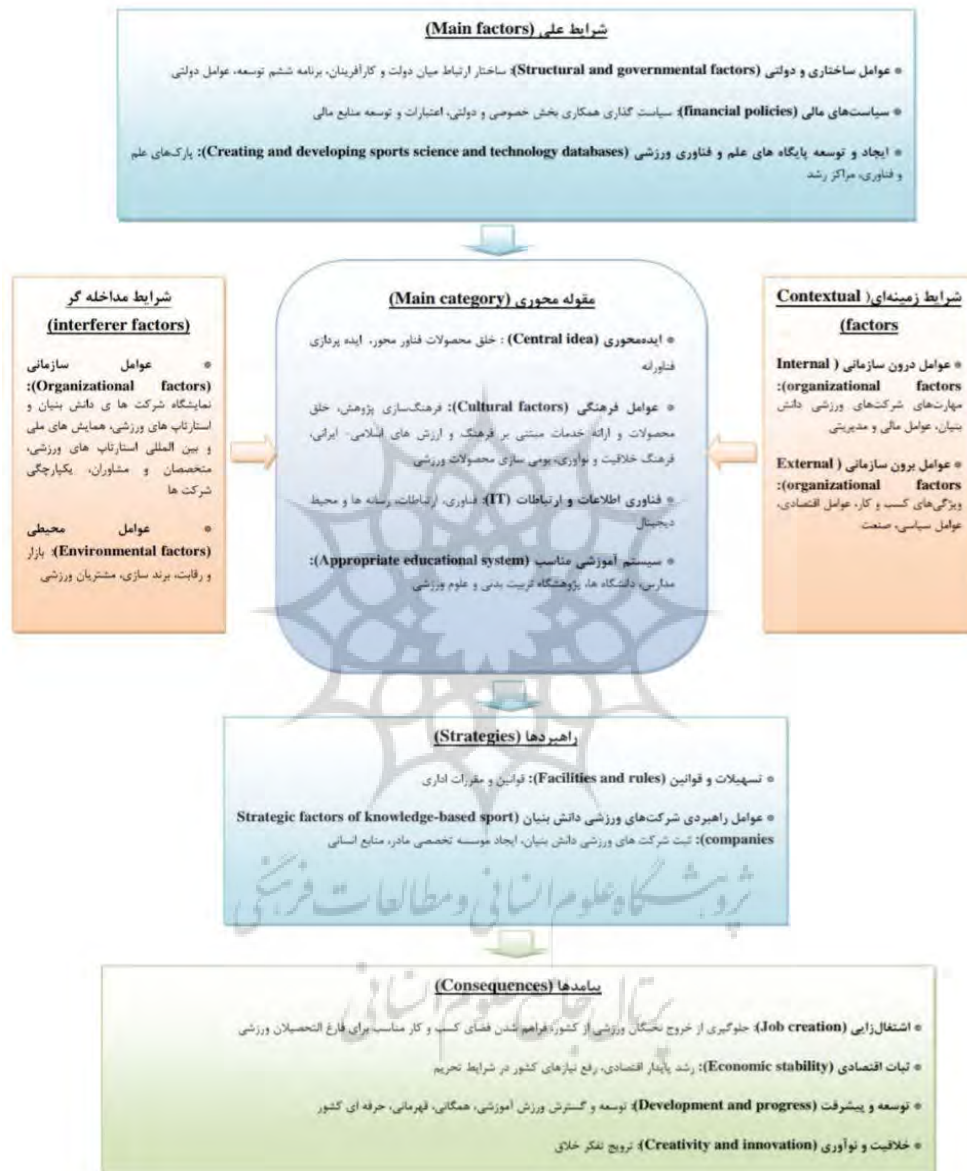 شرایط علی (Main factors)
عوامل ساختاری و دولتی (Structural and governmental factors): ساختار ارتباط میان دولت و کارآفرینان، برنامه ششم توسعه، عوامل دولتی
سیاست‌های مالی (financial policies): سیاست گذاری همکاری بخش خصوصی و دولتی، اعتبارات و توسعه منابع مالی
ایجاد و توسعه پایگاه های علم و فناوری ورزشی (Creating and developing sports science and technology databases): پارک‌های علم
و فناوری، مراکز رشد
شرایط زمینه‌ای (Contextual
factors)
عوامل درون سازمانی (Internal
organizational factors):
مهارت‌های شرکت‌های ورزشی دانش
بنیان، عوامل مالی و مدیریتی
عوامل برون سازمانی (External
organizational factors):
ویژگی‌های کسب و کار، عوامل اقتصادی،
عوامل سیاسی، صنعت
مقوله محوری (Main category)
ایده‌محوری (Central idea) : خلق محصولات فناور محور، ایده پردازی
فناورانه
عوامل فرهنگی (Cultural factors): فرهنگ‌سازی پژوهش، خلق
محصولات و ارائه خدمات مبتنی بر فرهنگ و ارزش های اسلامی- ایرانی،
فرهنگ خلاقیت و نوآوری، بومی سازی محصولات ورزشی
فناوری اطلاعات و ارتباطات (IT): فناوری، ارتباطات، رسانه ها و محیط
دیجیتال
سیستم آموزشی مناسب (Appropriate educational system):
مدارس، دانشگاه ها، پژوهشگاه تربیت بدنی و علوم ورزشی
شرایط مداخله گر
(interferer factors)
عوامل سازمانی
(Organizational factors):
نمایشگاه شرکت ها ی دانش بنیان و
استارتاپ های ورزشی، همایش های ملی
و بین المللی استارتاپ های ورزشی،
متخصصان و مشاوران، یکپارچگی
شرکت ها
عوامل محیطی
(Environmental factors): بازار
و رقابت، برند سازی، مشتریان ورزشی
راهبردها (Strategies)
تسهیلات و قوانین (Facilities and rules): قوانین و مقررات اداری
عوامل راهبردی شرکت‌های ورزشی دانش بنیان (Strategic factors of knowledge-based sport
companies): ثبت شرکت های ورزشی دانش بنیان، ایجاد موسسه تخصصی مادر، منابع انسانی
پژوهشگاه علوم انسانی و مطالعات فرهنگی
پیامدها (Consequences)
پرتال جامع علوم انسانی
اشتغال‌زایی (Job creation): جلوگیری از خروج نخبگان ورزشی از کشور، فراهم شدن فضای کسب و کار مناسب برای فارغ التحصیلان ورزشی
ثبات اقتصادی (Economic stability): رشد پایدار اقتصادی، رفع نیازهای کشور در شرایط تحریم
توسعه و پیشرفت (Development and progress): توسعه و گسترش ورزش آموزشی، همگانی، قهرمانی، حرفه ای کشور
خلاقیت و نوآوری (Creativity and innovation): ترویج تفکر خلاق